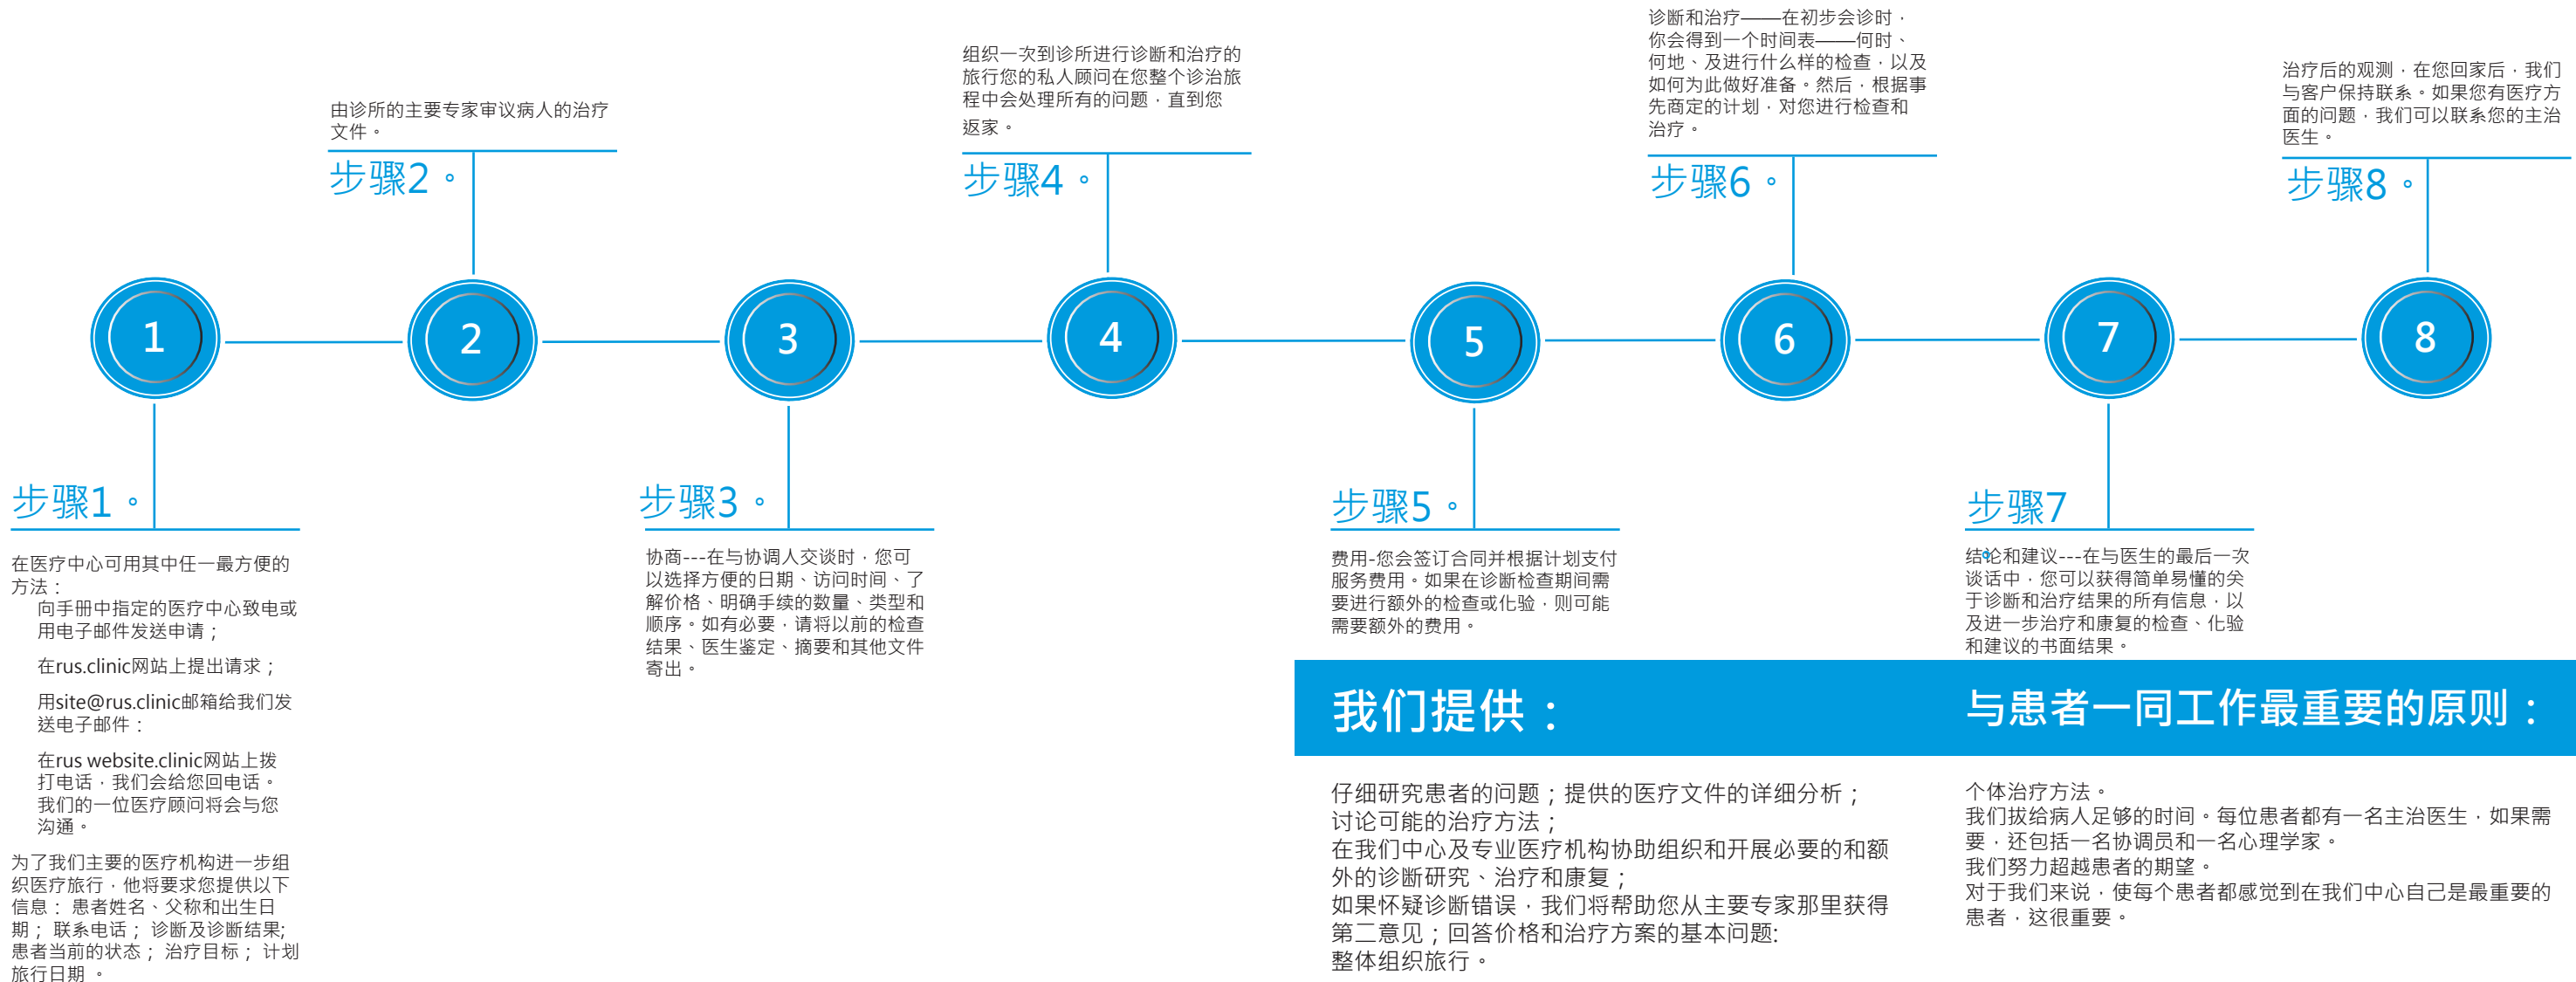 由诊所的主要专家审议病人的治疗
文件。
步骤2。
组织一次到诊所进行诊断和治疗的
旅行您的私人顾问在您整个诊治旅
程中会处理所有的问题，直到您
返家。
步骤4。
诊断和治疗——在初步会诊时，
你会得到一个时间表——何时、
何地、及进行什么样的检查，以及
如何为此做好准备。然后，根据事
先商定的计划，对您进行检查和
治疗。
步骤6。
治疗后的观测，在您回家后，我们
与客户保持联系。如果您有医疗方
面的问题，我们可以联系您的主治
医生。
步骤8。
1
2
3
4
5
6
7
8
步骤1。
在医疗中心可用其中任一最方便的
方法：
向手册中指定的医疗中心致电或
用电子邮件发送申请；
在rus.clinic网站上提出请求；
用site@rus.clinic邮箱给我们发
送电子邮件：
在rus website.clinic网站上拨
打电话，我们会给您回电话。
我们的一位医疗顾问将会与您
沟通。
为了我们主要的医疗机构进一步组
织医疗旅行，他将要求您提供以下
信息：患者姓名、父称和出生日
期；联系电话；诊断及诊断结果;
患者当前的状态；治疗目标；计划
旅行日期 。
步骤3。
协商---在与协调人交谈时，您可
以选择方便的日期、访问时间、了
解价格、明确手续的数量、类型和
顺序。如有必要，请将以前的检查
结果、医生鉴定、摘要和其他文件
寄出。
步骤5。
费用-您会签订合同并根据计划支付
服务费用。如果在诊断检查期间需
要进行额外的检查或化验，则可能
需要额外的费用。
步骤7
。
结论和建议---在与医生的最后一次
谈话中，您可以获得简单易懂的关
于诊断和治疗结果的所有信息，以
及进一步治疗和康复的检查、化验
和建议的书面结果。
我们提供：
仔细研究患者的问题；提供的医疗文件的详细分析；
讨论可能的治疗方法；
在我们中心及专业医疗机构协助组织和开展必要的和额
外的诊断研究、治疗和康复；
如果怀疑诊断错误，我们将帮助您从主要专家那里获得
第二意见；回答价格和治疗方案的基本问题:
整体组织旅行。
与患者一同工作最重要的原则：
个体治疗方法。
我们拔给病人足够的时间。每位患者都有一名主治医生，如果需
要，还包括一名协调员和一名心理学家。
我们努力超越患者的期望。
对于我们来说，使每个患者都感觉到在我们中心自己是最重要的
患者，这很重要。